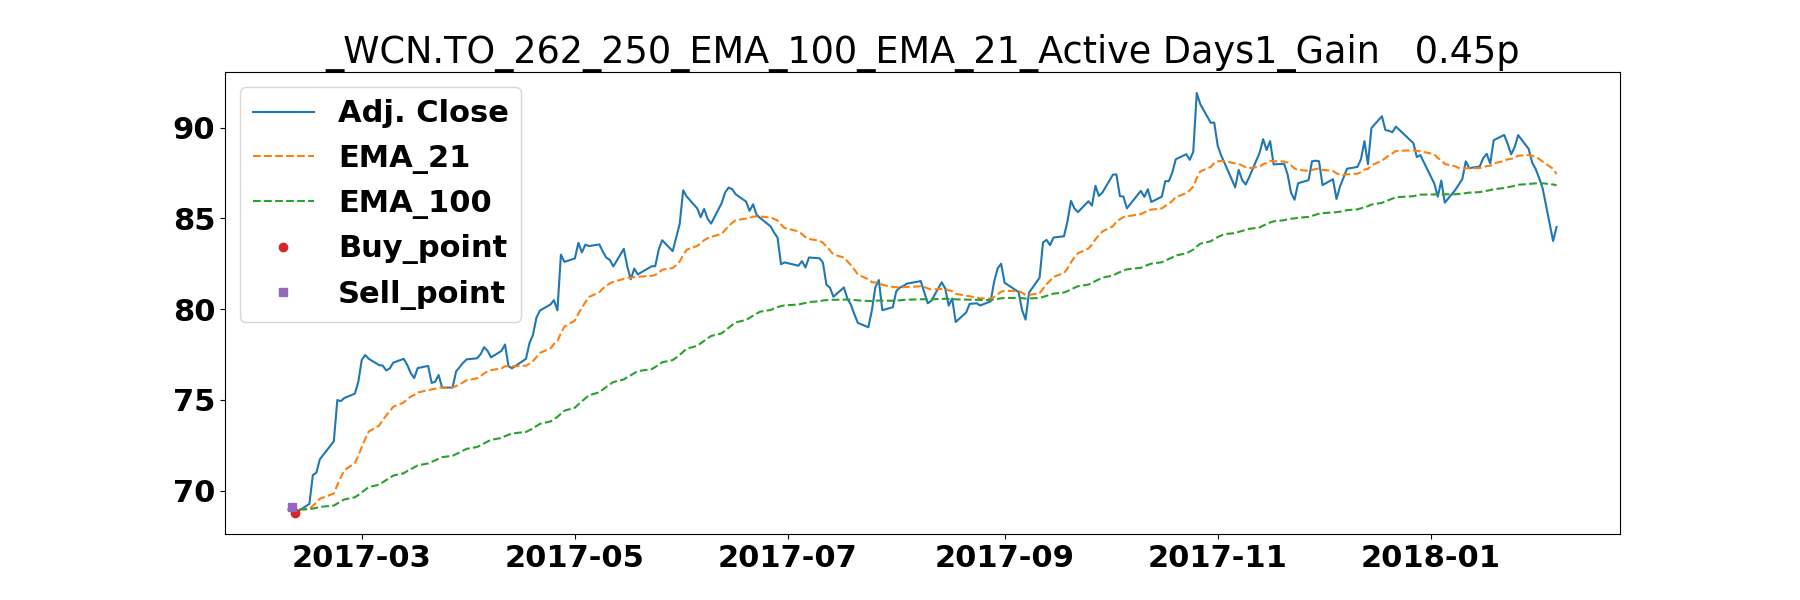 _WCN.TO_262_250_EMA_100_EMA_21_Active Days1_Gain   0.45p
Adj. Close
EMA_21
EMA_100
Buy_point
Sell_point
90
85
80
75
70
2017-03
2017-05
2017-07
2017-09
2017-11
2018-01